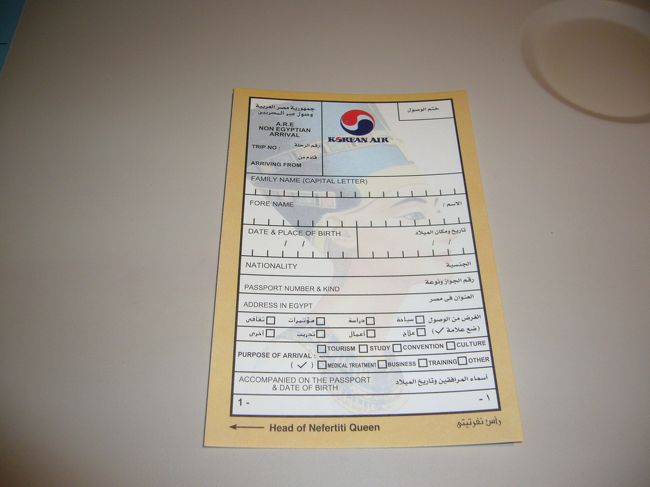 جمهورية مصر العربية
وصول غير المصريين
A.R.E
NON EGYPTIAN
ARRIVAL
TRIP-NO : رقم الرحلة
قادم من
ARRIVING FROM
KOREAN AIR
ختم الوصول
FAMILY NAME (CAPITAL LETTER)
FORE NAME الاسم /
DATE & PLACE OF BIRTH تاريخ ومكان الميلاد
/ / / /
NATIONALITY الجنسية
PASSPORT NUMBER & KIND رقم الجواز ونوعة
ADDRESS IN EGYPT العنوان فى مصر
الغرض من الوصول سياحة دراسة مؤتمرات ثقافي
(ضع علامة ✓) علاج أعمال تدريب أخرى
TOURISM STUDY CONVENTION CULTURE
PURPOSE OF ARRIVAL :
(✓) MEDICAL TREATMENT BUSINESS TRAINING OTHER
ACCOMPANIED ON THE PASSPORT أسماء المرافقين وتاريخ الميلاد
& DATE OF BIRTH
1 - ١ -
Head of Nefertiti Queen رأس نفرتيتى